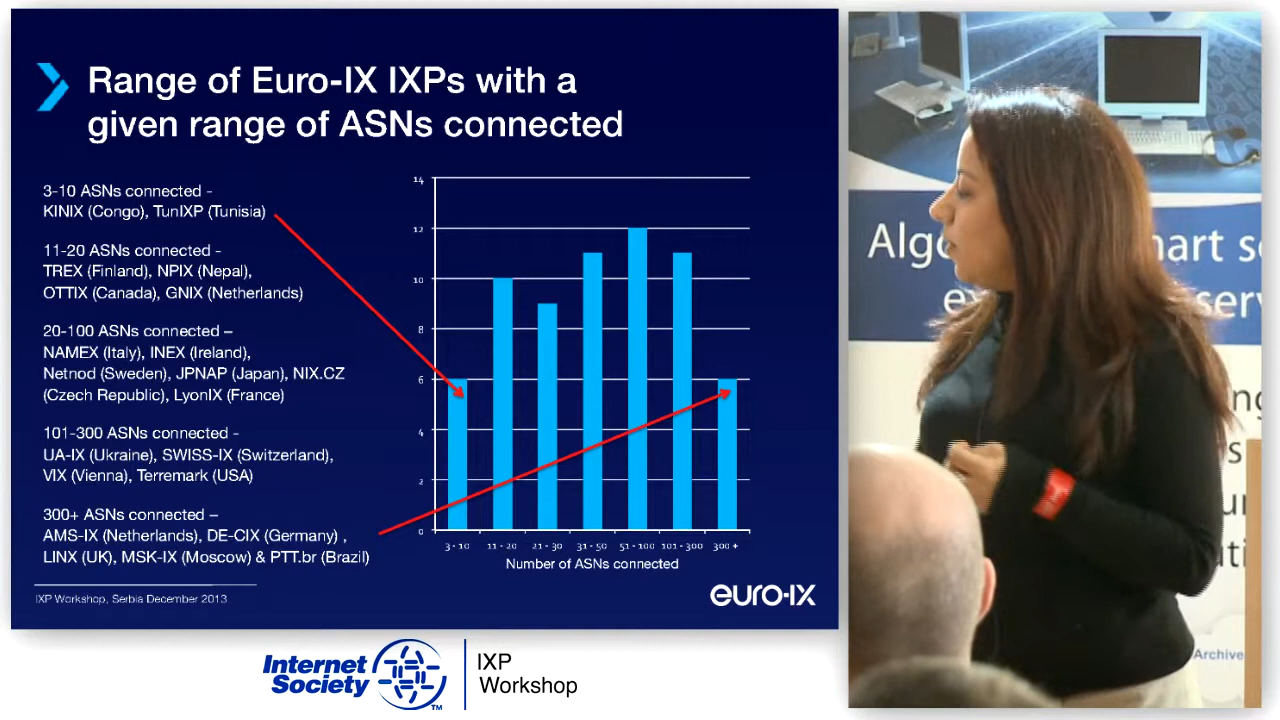 Range of Euro-IX IXPs with a
given range of ASNs connected
3-10 ASNs connected -
KINIX (Congo), TunIXP (Tunisia)
11-20 ASNs connected -
TREX (Finland), NPIX (Nepal),
OTTIX (Canada), GNIX (Netherlands)
20-100 ASNs connected –
NAMEX (Italy), INEX (Ireland),
Netnod (Sweden), JPNAP (Japan), NIX.CZ
(Czech Republic), LyonIX (France)
101-300 ASNs connected -
UA-IX (Ukraine), SWISS-IX (Switzerland),
VIX (Vienna), Terremark (USA)
300+ ASNs connected –
AMS-IX (Netherlands), DE-CIX (Germany) ,
LINX (UK), MSK-IX (Moscow) & PTT.br (Brazil)
14
12
10
8
6
4
2
0
3 - 10 11 - 20 21 - 30 31 - 50 51 - 100 101 - 300 300 +
Number of ASNs connected
IXP Workshop, Serbia December 2013
euro-ix
Internet
Society
TM
IXP
Workshop
Archive